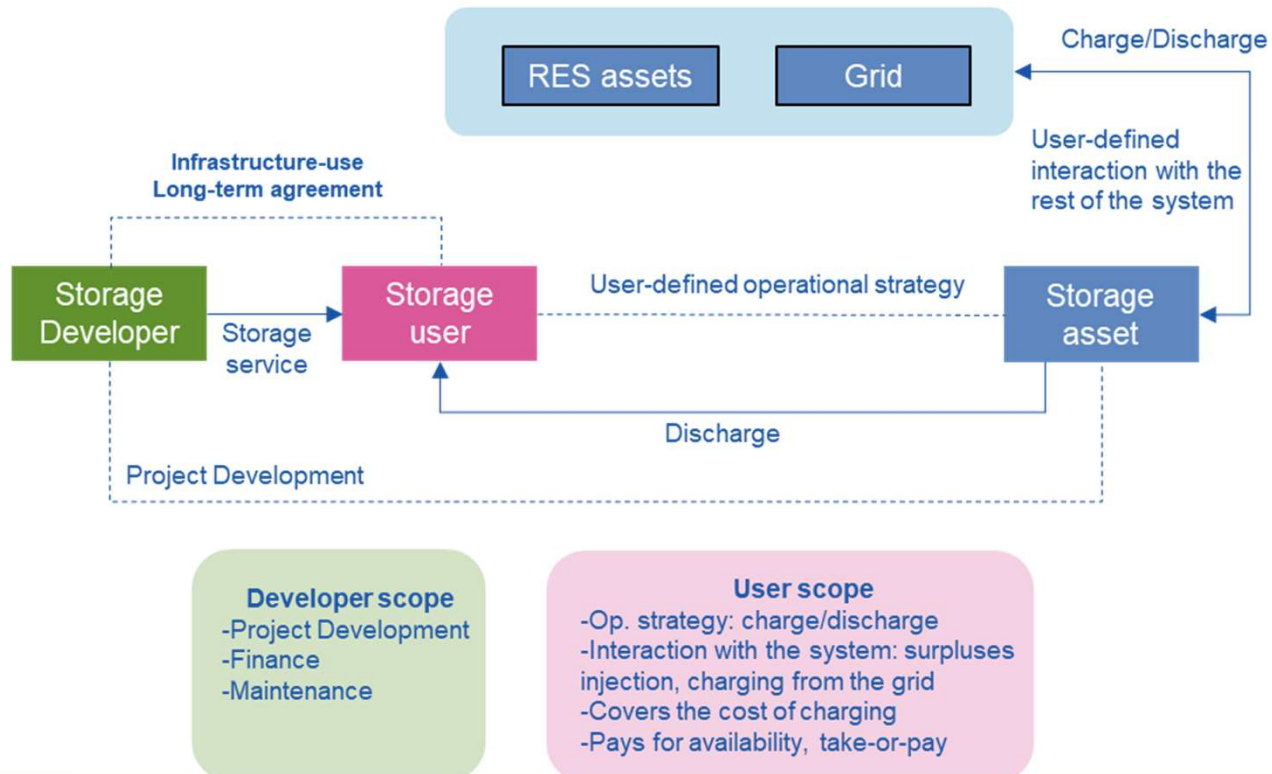 Charge/Discharge
RES assets
Grid
User-defined
interaction with the
rest of the system
Infrastructure-use
Long-term agreement
Storage
Developer
Storage
service
Storage
user
User-defined operational strategy
Storage
asset
Discharge
Project Development
Developer scope
-Project Development
-Finance
-Maintenance
User scope
-Op. strategy: charge/discharge
-Interaction with the system: surpluses
injection, charging from the grid
-Covers the cost of charging
-Pays for availability, take-or-pay